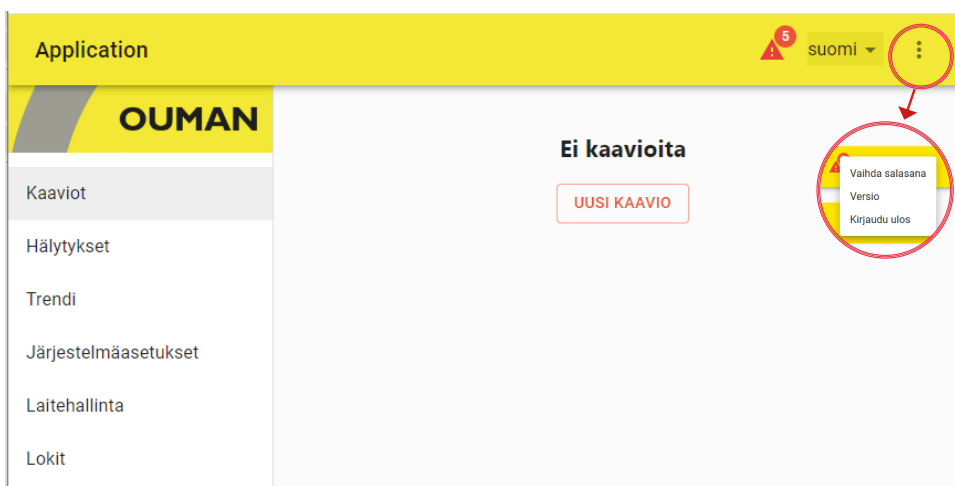 Application
5
suomi
OUMAN
Kaaviot
Hälytykset
Trendi
Järjestelmäasetukset
Laitehallinta
Lokit
Ei kaavioita
UUSI KAAVIO
Vaihda salasana
Versio
Kirjaudu ulos